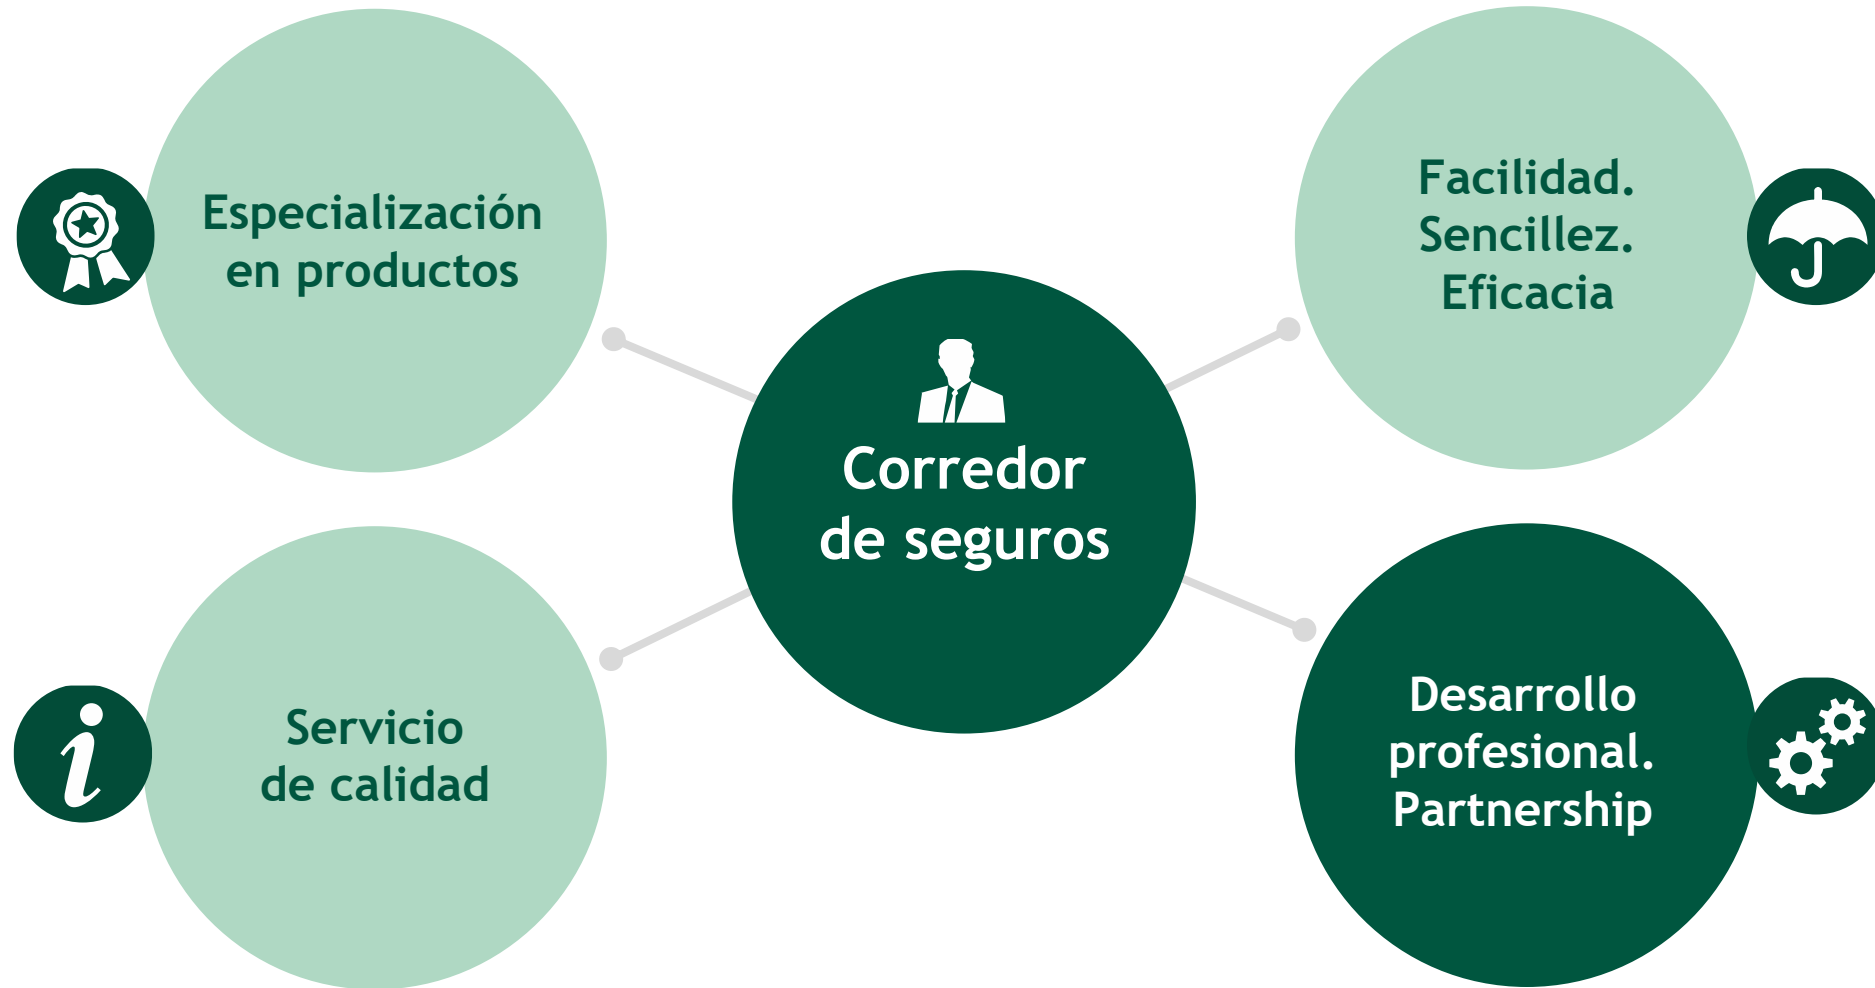 Especialización
en productos
Facilidad.
Sencillez.
Eficacia
Corredor
de seguros
Servicio
de calidad
Desarrollo
profesional.
Partnership